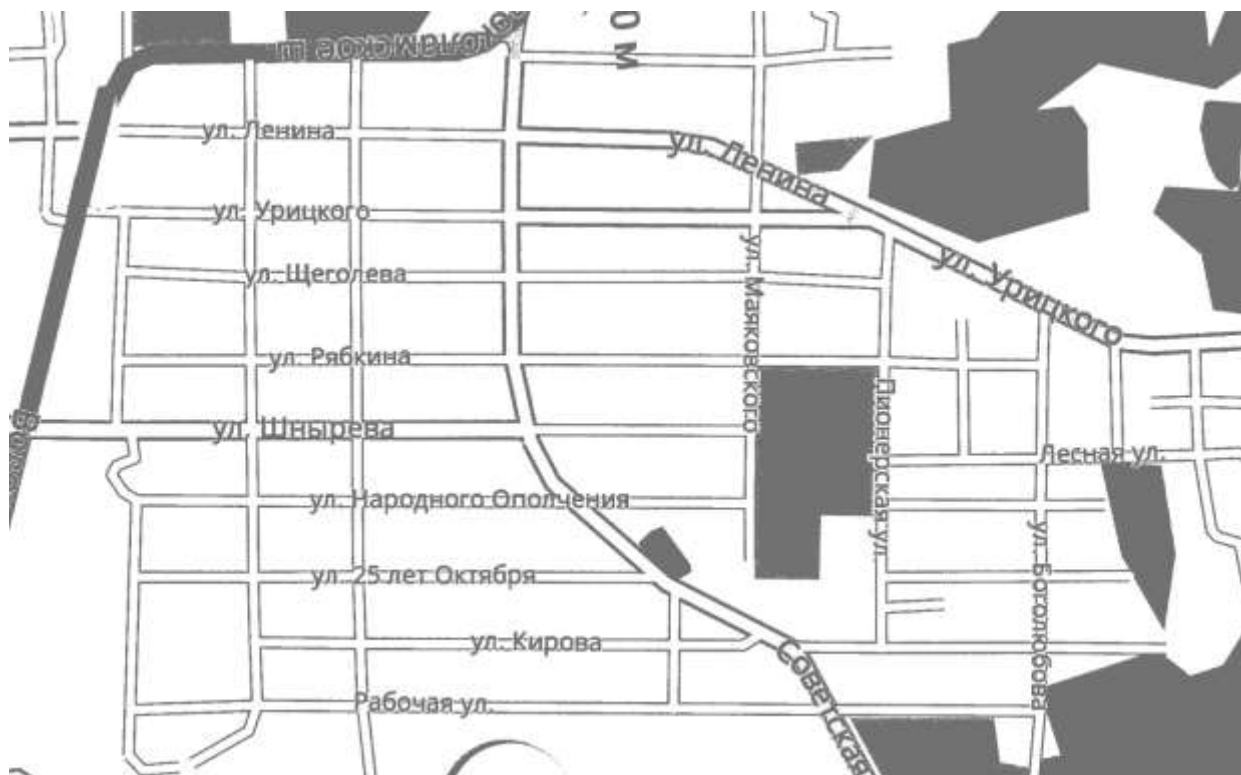 ул. Ленина
ул. Ленина
ул. Урицкого
ул. Урицкого
ул. Щеголева
ул. Маяковского
ул. Рябкина
ул. Шнырева
Пионерская ул.
Лесная ул.
ул. Народного Ополчения
ул. 25 лет Октября
ул. Боголюбова
ул. Кирова
Советская
Рабочая ул.